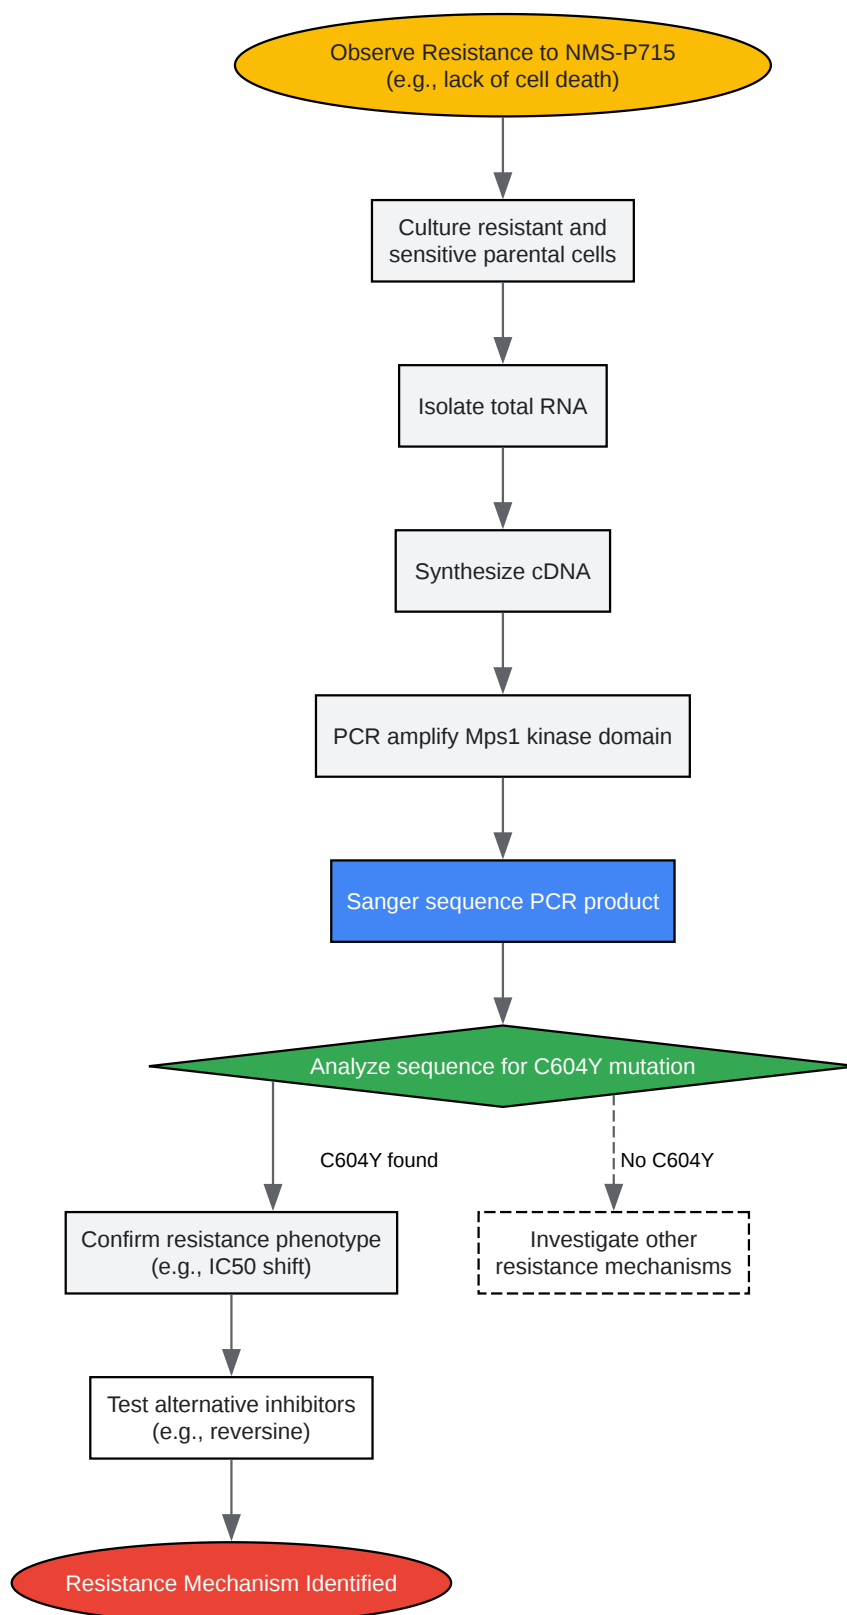 Observe Resistance to NMS-P715
(e.g., lack of cell death)
Culture resistant and
sensitive parental cells
Isolate total RNA
Synthesize cDNA
PCR amplify Mps1 kinase domain
Sanger sequence PCR product
Analyze sequence for C604Y mutation
C604Y found
No C604Y
Confirm resistance phenotype
(e.g., IC50 shift)
Investigate other
resistance mechanisms
Test alternative inhibitors
(e.g., reversine)
Resistance Mechanism Identified